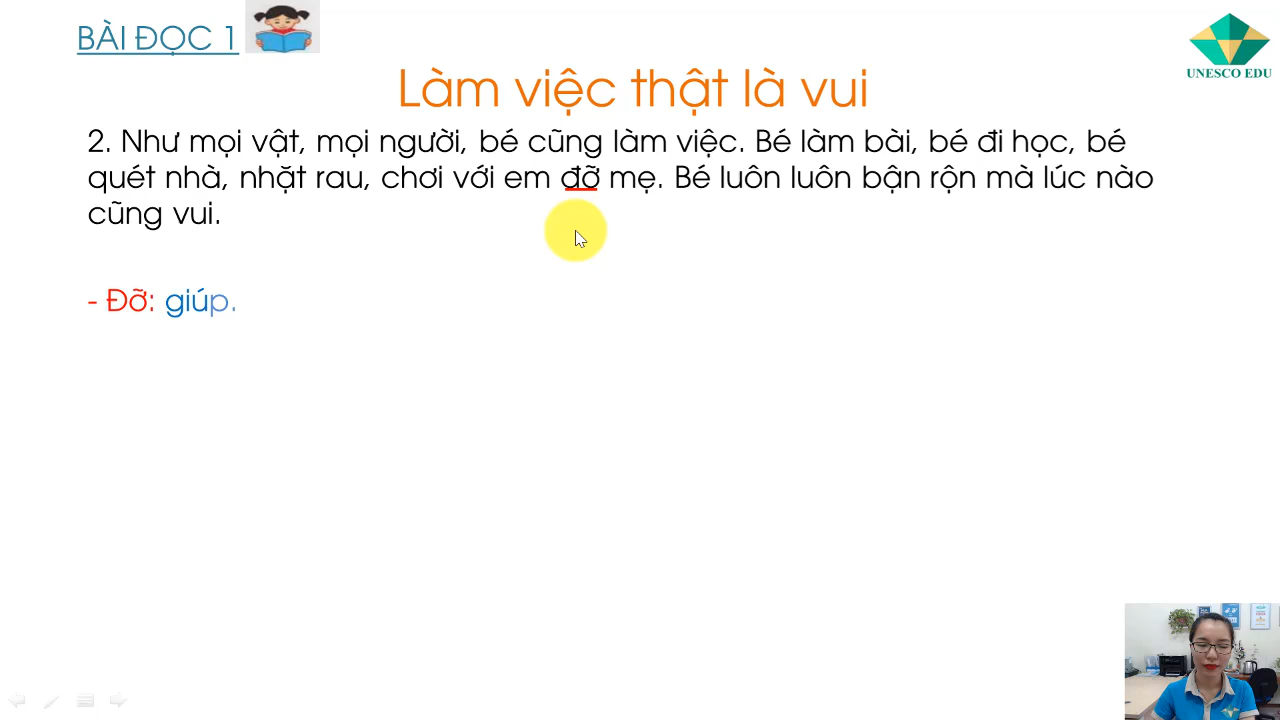 BÀI ĐỌC 1
UNESCO EDU
Làm việc thật là vui
2. Như mọi vật, mọi người, bé cũng làm việc. Bé làm bài, bé đi học, bé
quét nhà, nhặt rau, chơi với em đỡ mẹ. Bé luôn luôn bận rộn mà lúc nào
cũng vui.
- Đỡ: giúp.